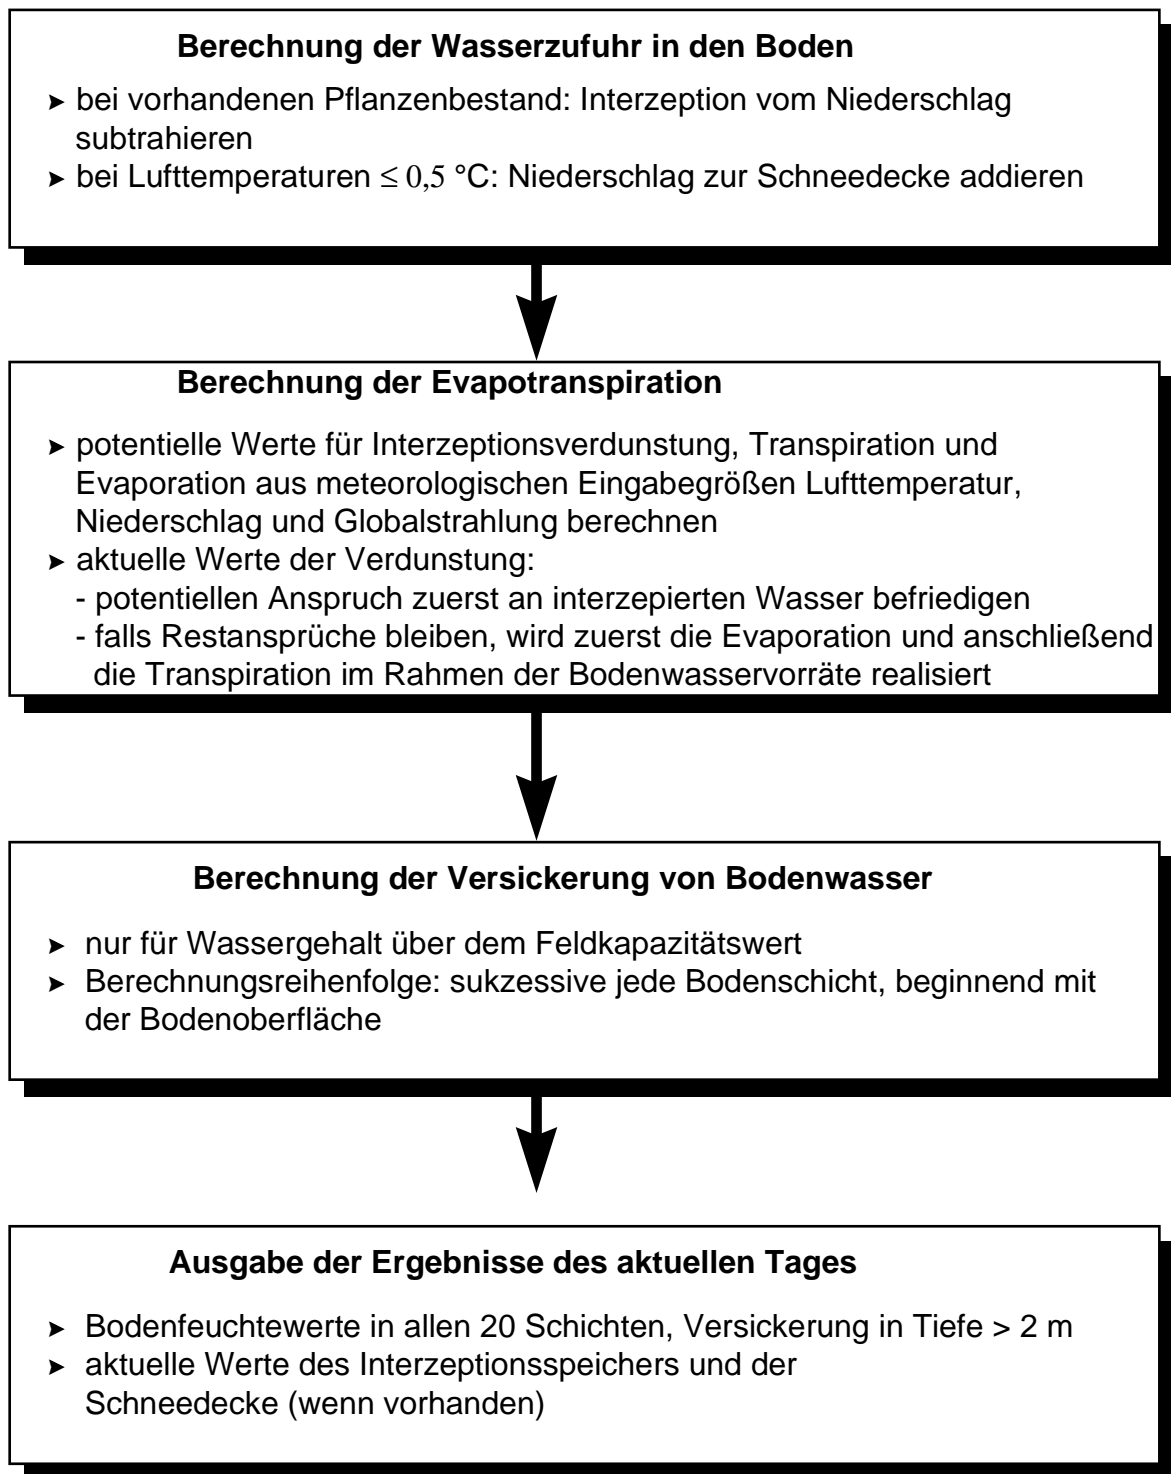 Berechnung der Wasserzufuhr in den Boden
➤ bei vorhandenen Pflanzenbestand: Interzeption vom Niederschlag
subtrahieren
➤ bei Lufttemperaturen ≤ 0,5 °C: Niederschlag zur Schneedecke addieren
Berechnung der Evapotranspiration
➤ potentielle Werte für Interzeptionsverdunstung, Transpiration und
Evaporation aus meteorologischen Eingabegrößen Lufttemperatur,
Niederschlag und Globalstrahlung berechnen
➤ aktuelle Werte der Verdunstung:
- potentiellen Anspruch zuerst an interzepierten Wasser befriedigen
- falls Restansprüche bleiben, wird zuerst die Evaporation und anschließend
die Transpiration im Rahmen der Bodenwasservorräte realisiert
Berechnung der Versickerung von Bodenwasser
➤ nur für Wassergehalt über dem Feldkapazitätswert
➤ Berechnungsreihenfolge: sukzessive jede Bodenschicht, beginnend mit
der Bodenoberfläche
Ausgabe der Ergebnisse des aktuellen Tages
➤ Bodenfeuchtewerte in allen 20 Schichten, Versickerung in Tiefe > 2 m
➤ aktuelle Werte des Interzeptionsspeichers und der
Schneedecke (wenn vorhanden)